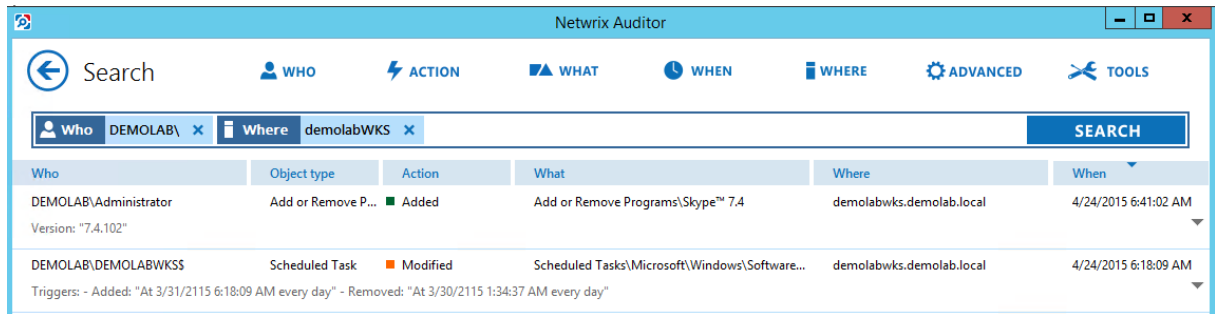 Netwrix Auditor
Search WHO ACTION WHAT WHEN WHERE ADVANCED TOOLS
Who DEMOLAB\ × Where demolabWKS × SEARCH
Who Object type Action What Where When
DEMOLAB\Administrator Add or Remove P... Added Add or Remove Programs\Skype™ 7.4 demolabwks.demolab.local 4/24/2015 6:41:02 AM
Version: "7.4.102"
DEMOLAB\DEMOLABWKS$ Scheduled Task Modified Scheduled Tasks\Microsoft\Windows\Software... demolabwks.demolab.local 4/24/2015 6:18:09 AM
Triggers: - Added: "At 3/31/2115 6:18:09 AM every day" - Removed: "At 3/30/2115 1:34:37 AM every day"